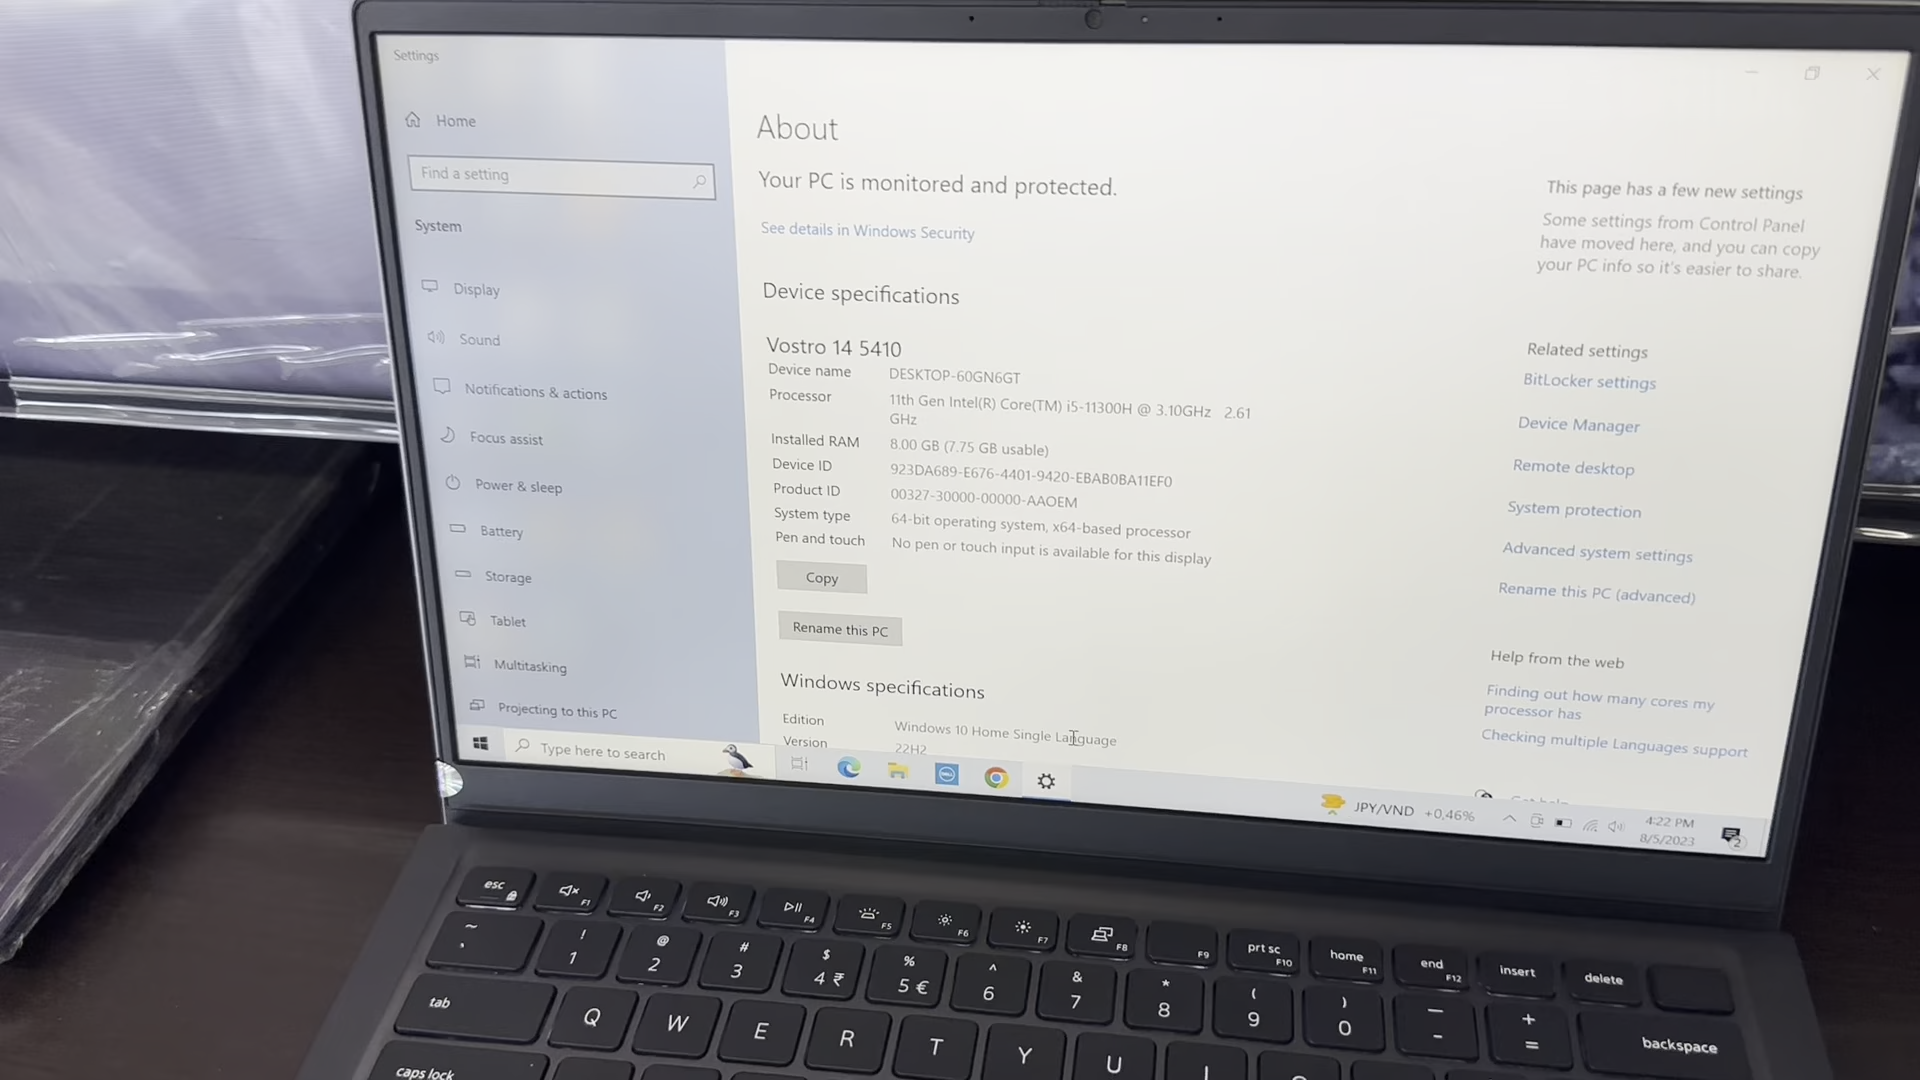 Settings
Home
Find a setting
System
Display
Sound
Notifications & actions
Focus assist
Power & sleep
Battery
Storage
Tablet
Multitasking
Projecting to this PC
About
Your PC is monitored and protected.
See details in Windows Security
Device specifications
Vostro 14 5410
Device name DESKTOP-60GN6GT
Processor 11th Gen Intel(R) Core(TM) i5-11300H @ 3.10GHz 2.61
GHz
Installed RAM 8.00 GB (7.75 GB usable)
Device ID 923DA689-E676-4401-9420-EBAB0BA11EF0
Product ID 00327-30000-00000-AAOEM
System type 64-bit operating system, x64-based processor
Pen and touch No pen or touch input is available for this display
Copy
Rename this PC
Windows specifications
Edition Windows 10 Home Single Language
Version 22H2
This page has a few new settings
Some settings from Control Panel
have moved here, and you can copy
your PC info so it's easier to share.
Related settings
BitLocker settings
Device Manager
Remote desktop
System protection
Advanced system settings
Rename this PC (advanced)
Help from the web
Finding out how many cores my
processor has
Checking multiple Languages support
Type here to search
DELL
JPY/VND +0,46%
4:22 PM
8/5/2023
2
esc F1 F2 F3 F4 F5 F6 F7 F8 F9 prt sc F10 home F11 end F12 insert delete
~ ` ! 1 @ 2 # 3 $ 4 ₹ % 5 € ^ 6 & 7 * 8 ( 9 ) 0 _ - + = backspace
tab Q W E R T Y U
caps lock